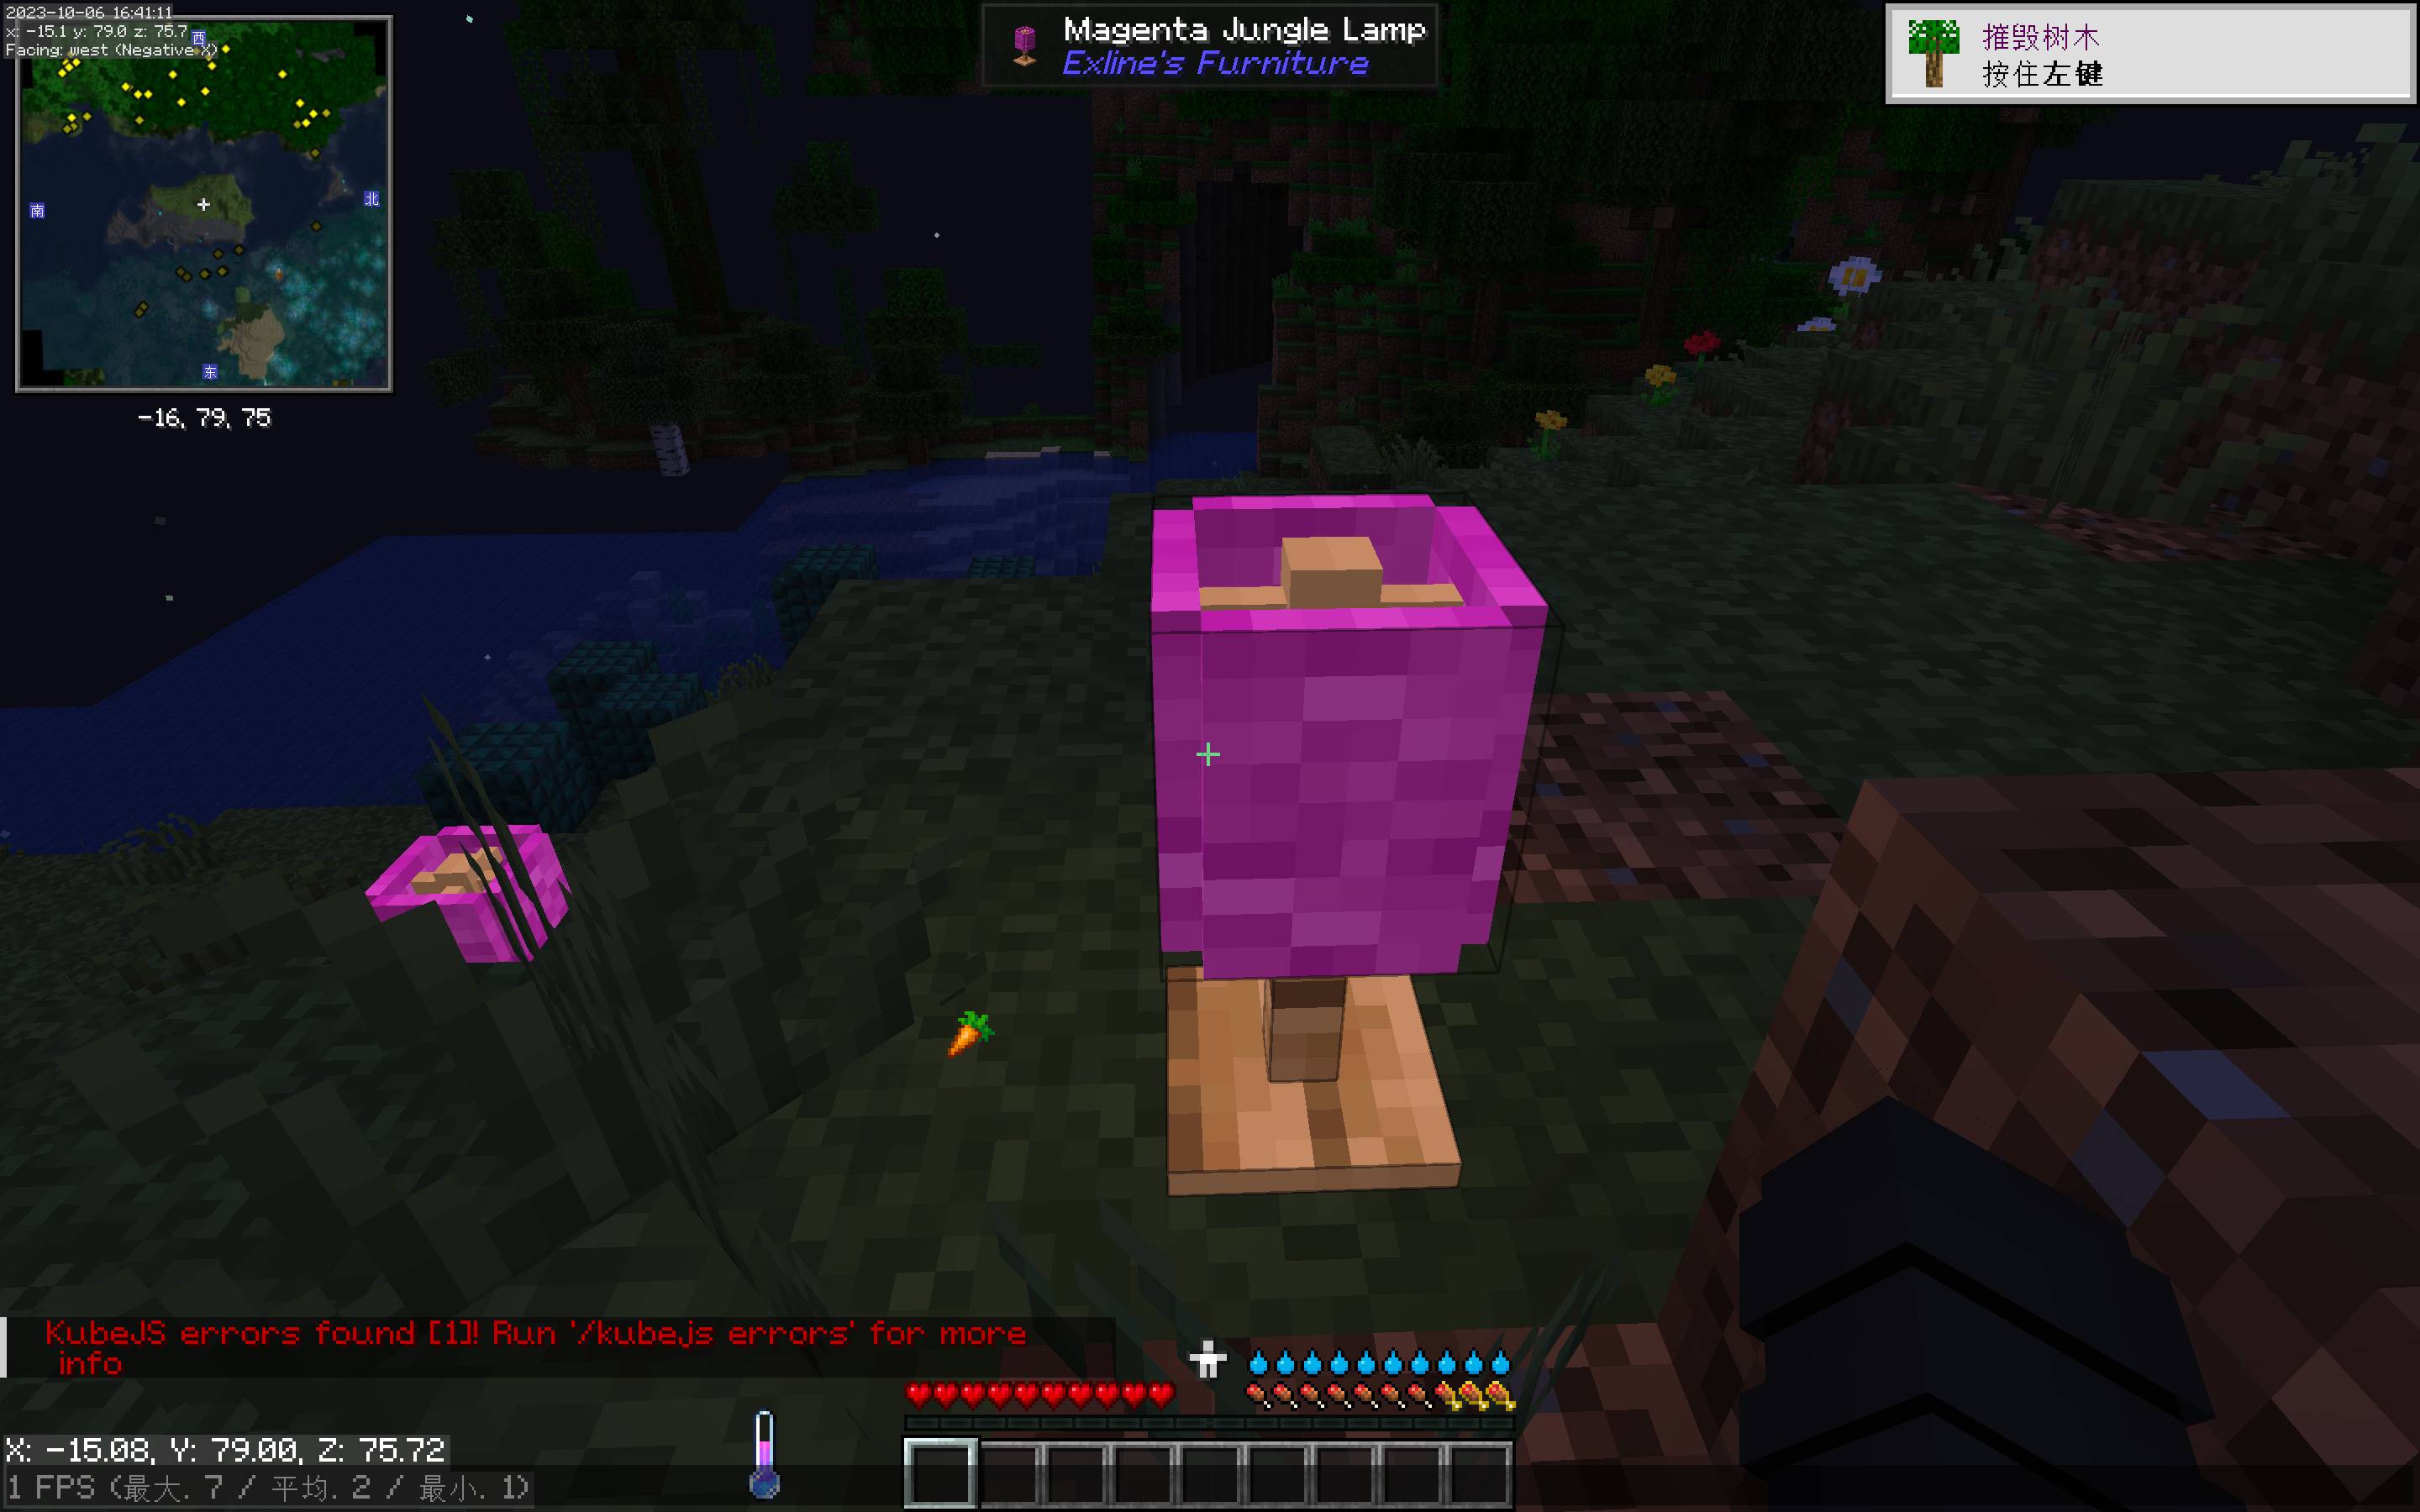 2023-10-06 16:41:11
x: -15.1 y: 79.0 z: 75.7
Facing: west (Negative X)
西
南
北
东
-16, 79, 75
Magenta Jungle Lamp
Exline's Furniture
摧毁树木
按住左键
KubeJS errors found [1]! Run '/kubejs errors' for more
info
X: -15.08, Y: 79.00, Z: 75.72
1 FPS (最大. 7 / 平均. 2 / 最小. 1)